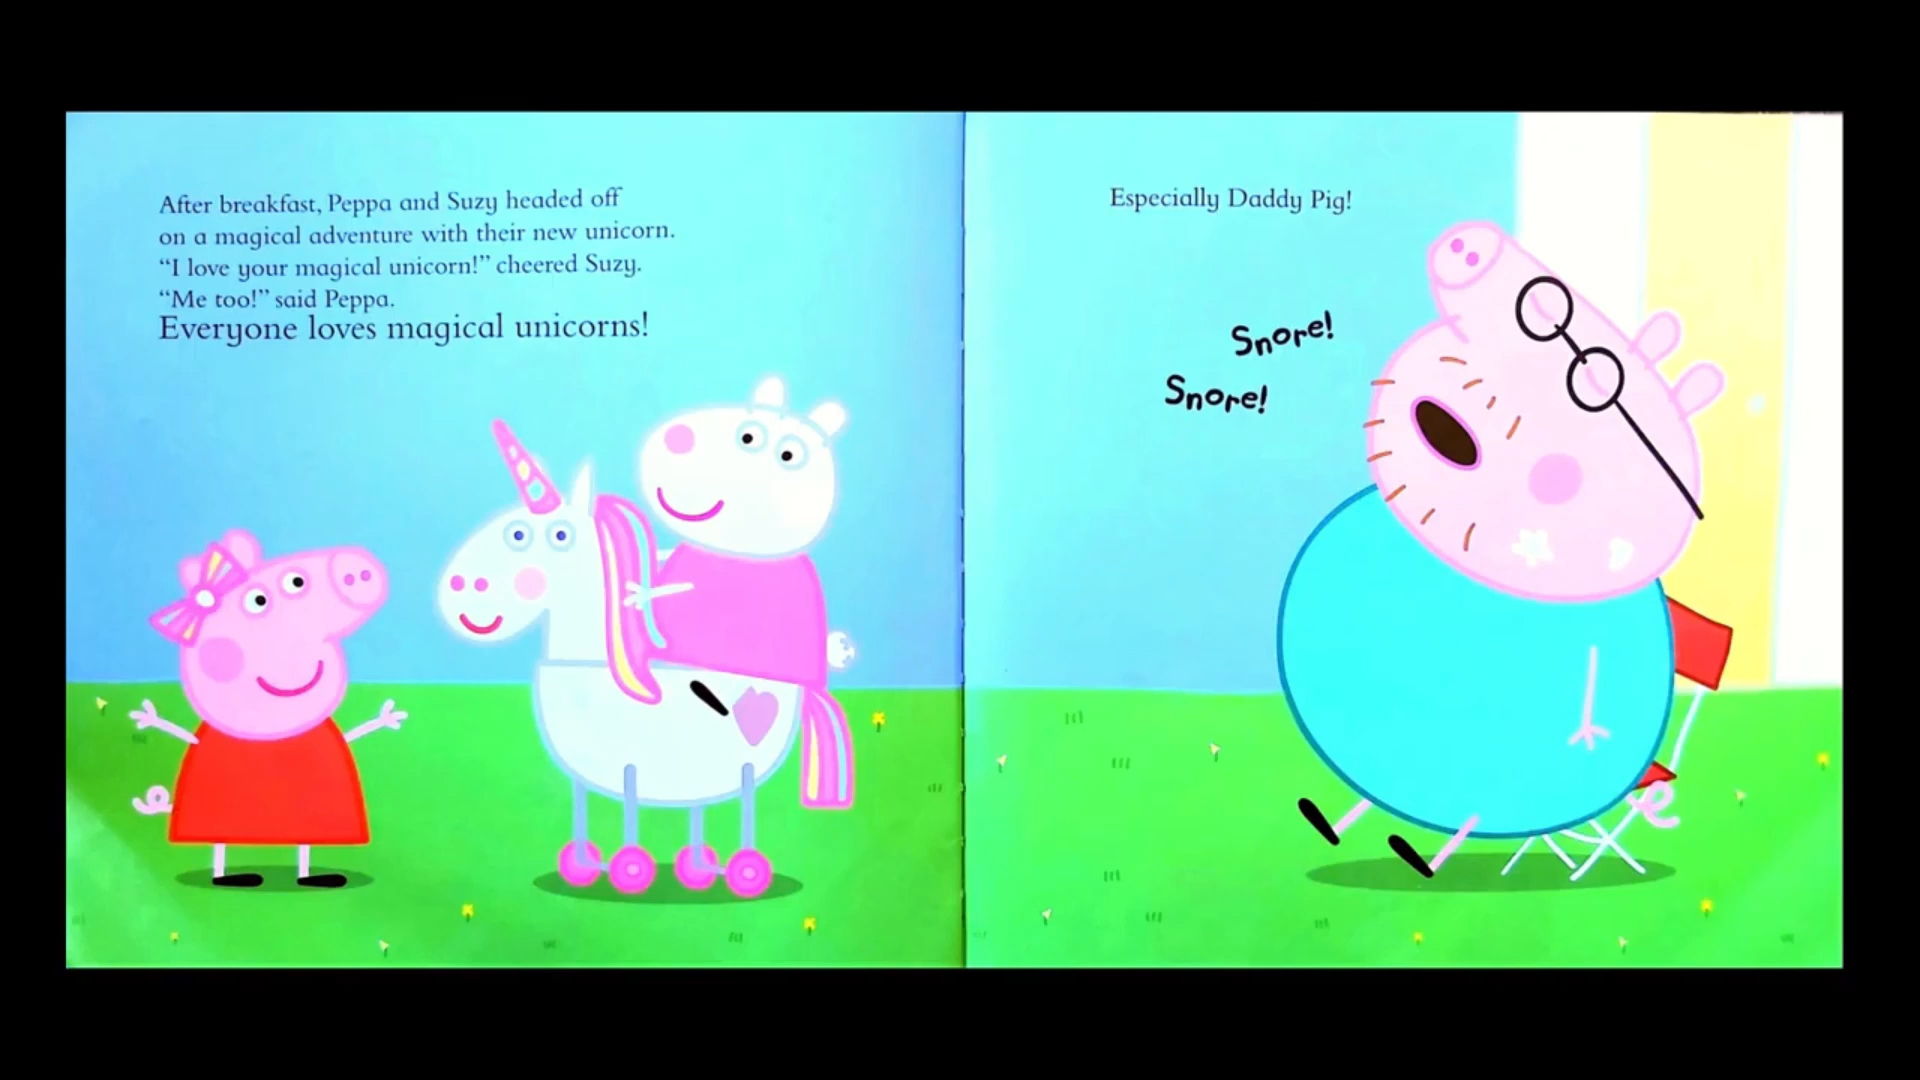 After breakfast, Peppa and Suzy headed off
on a magical adventure with their new unicorn.
“I love your magical unicorn!” cheered Suzy.
“Me too!” said Peppa.
Everyone loves magical unicorns!
Especially Daddy Pig!
Snore!
Snore!